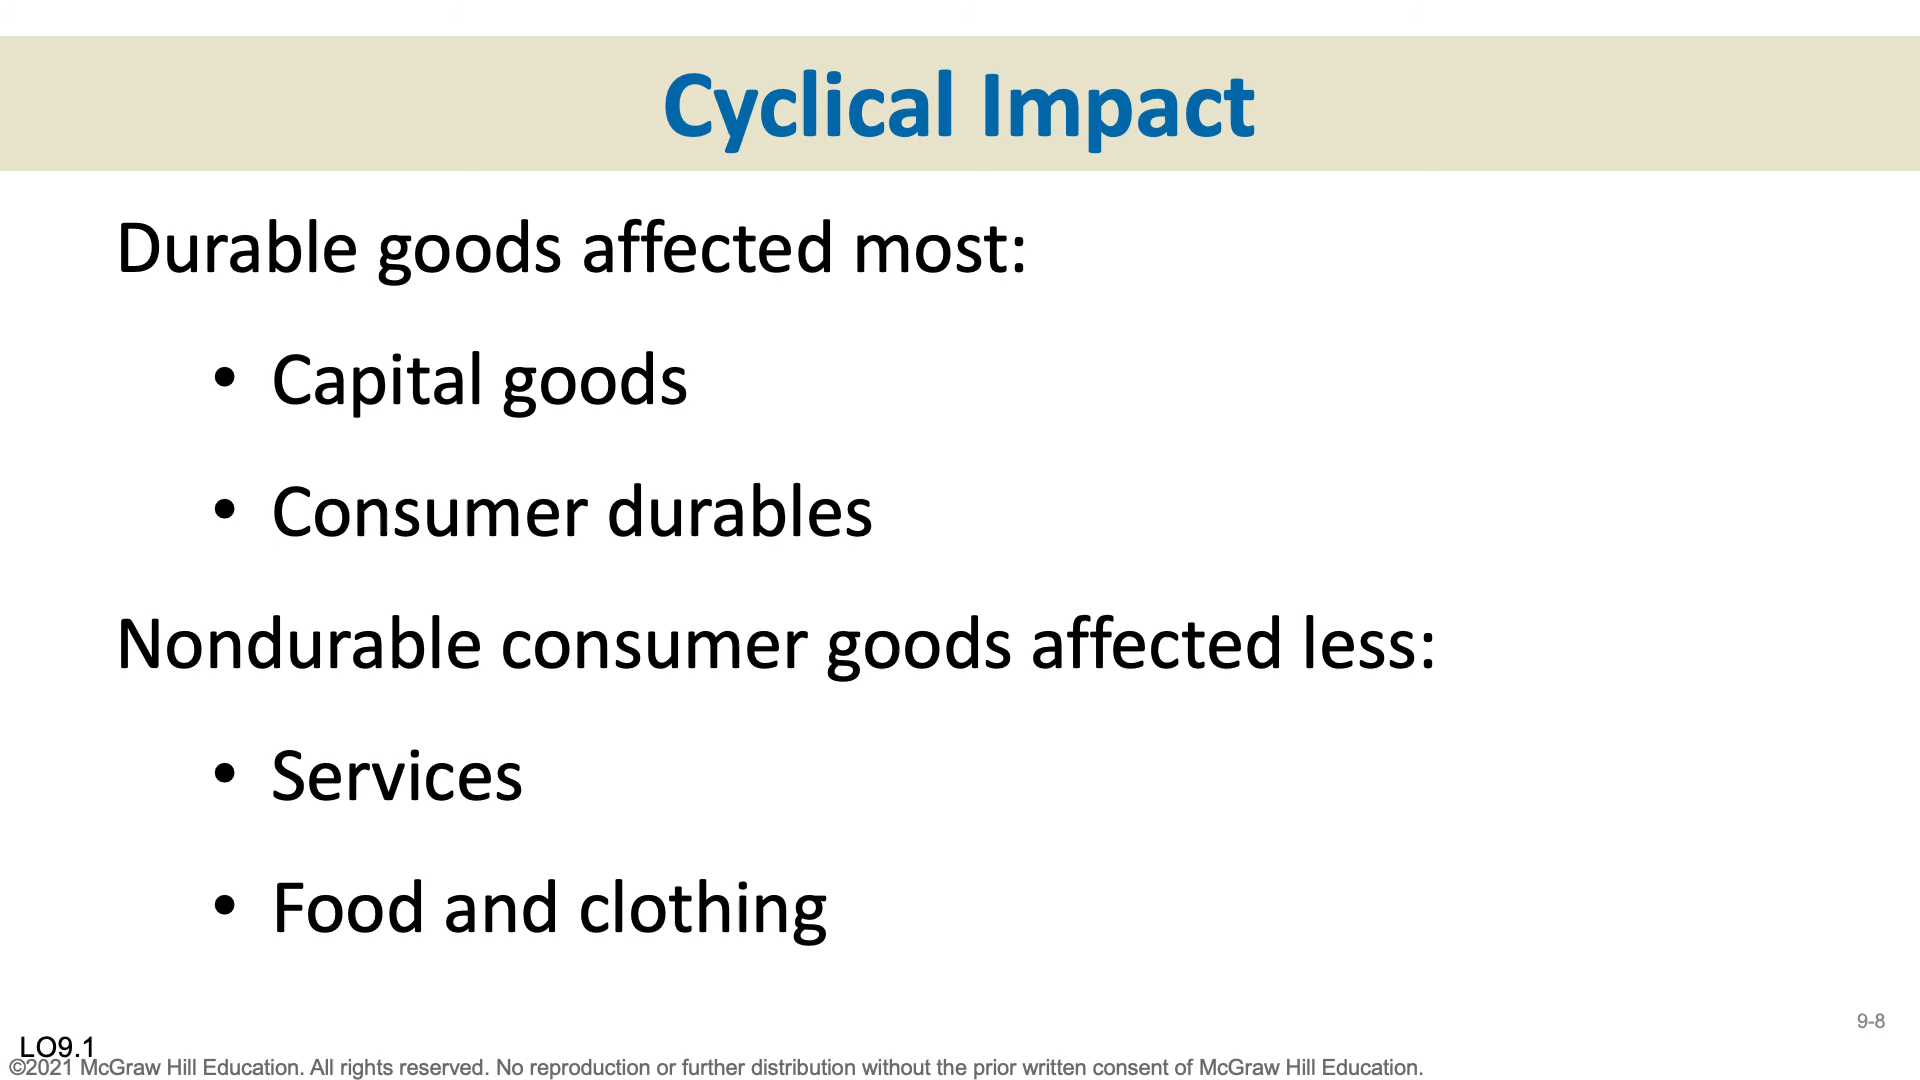 Cyclical Impact
Durable goods affected most:
• Capital goods
• Consumer durables
Nondurable consumer goods affected less:
• Services
• Food and clothing
9-8
LO9.1
©2021 McGraw Hill Education. All rights reserved. No reproduction or further distribution without the prior written consent of McGraw Hill Education.